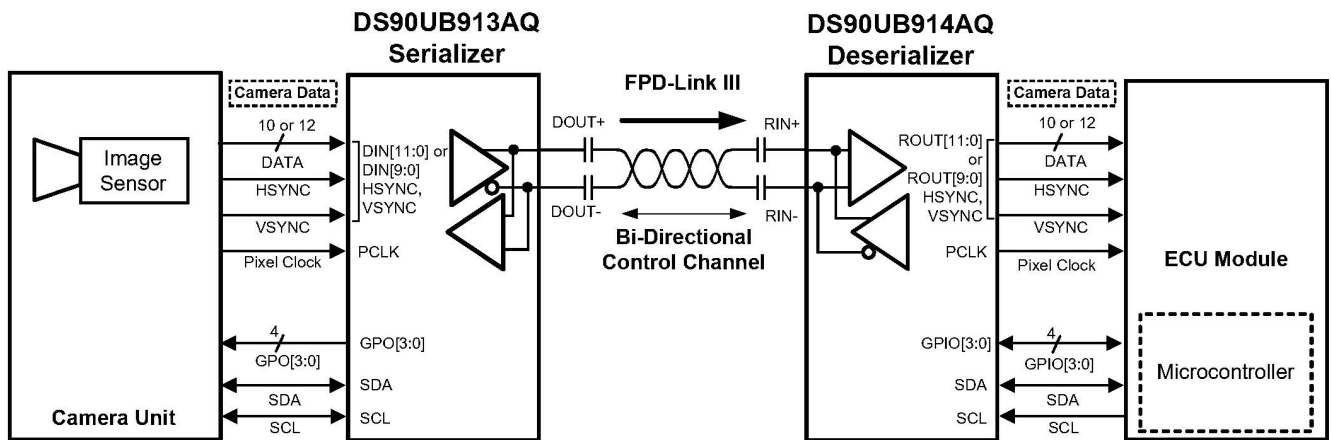 DS90UB913AQ
Serializer
DS90UB914AQ
Deserializer
Camera Data
FPD-Link III
Camera Data
10 or 12
DATA
HSYNC
VSYNC
Pixel Clock
Image
Sensor
DIN[11:0] or
DIN[9:0]
HSYNC,
VSYNC
PCLK
DOUT+
DOUT-
RIN+
RIN-
Bi-Directional
Control Channel
ROUT[11:0]
or
ROUT[9:0]
HSYNC,
VSYNC
PCLK
10 or 12
DATA
HSYNC
VSYNC
Pixel Clock
ECU Module
4
GPO[3:0]
SDA
SCL
GPO[3:0]
SDA
SCL
Camera Unit
GPIO[3:0]
SDA
SCL
4
GPIO[3:0]
SDA
SCL
Microcontroller